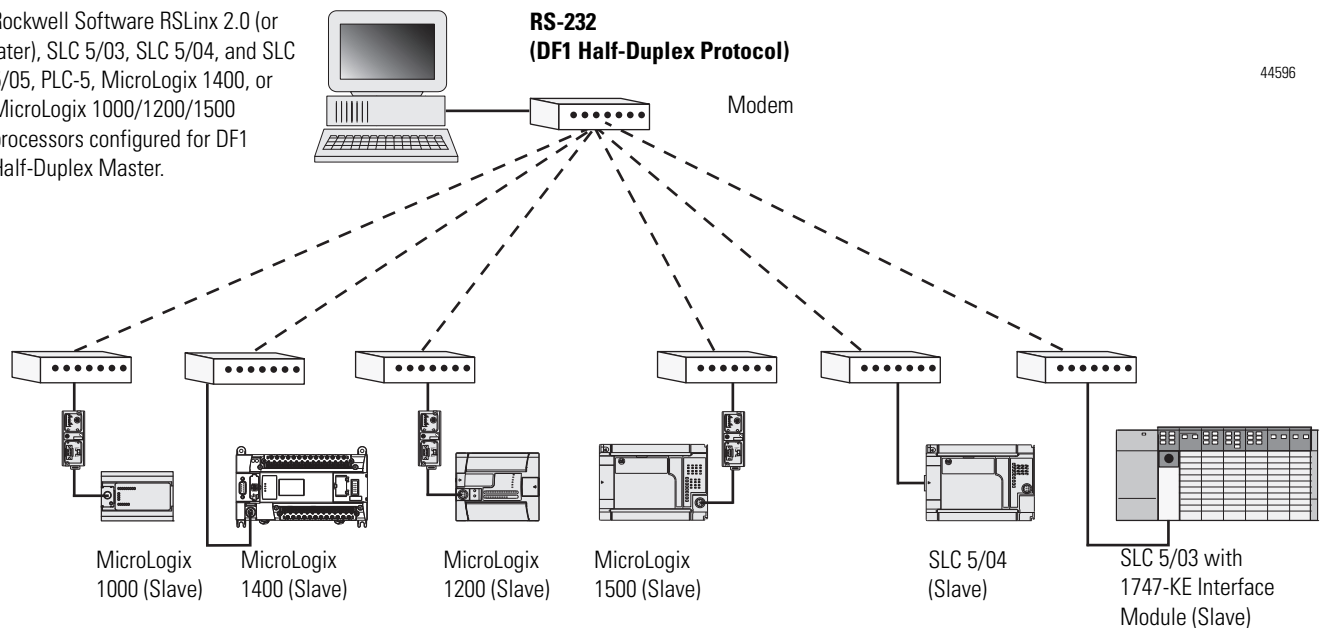 ockwell Software RSLinx 2.0 (or
ater), SLC 5/03, SLC 5/04, and SLC
5/05, PLC-5, MicroLogix 1400, or
MicroLogix 1000/1200/1500
processors configured for DF1
Half-Duplex Master.
RS-232
(DF1 Half-Duplex Protocol)
Modem
44596
MicroLogix
1000 (Slave)
MicroLogix
1400 (Slave)
MicroLogix
1200 (Slave)
MicroLogix
1500 (Slave)
SLC 5/04
(Slave)
SLC 5/03 with
1747-KE Interface
Module (Slave)